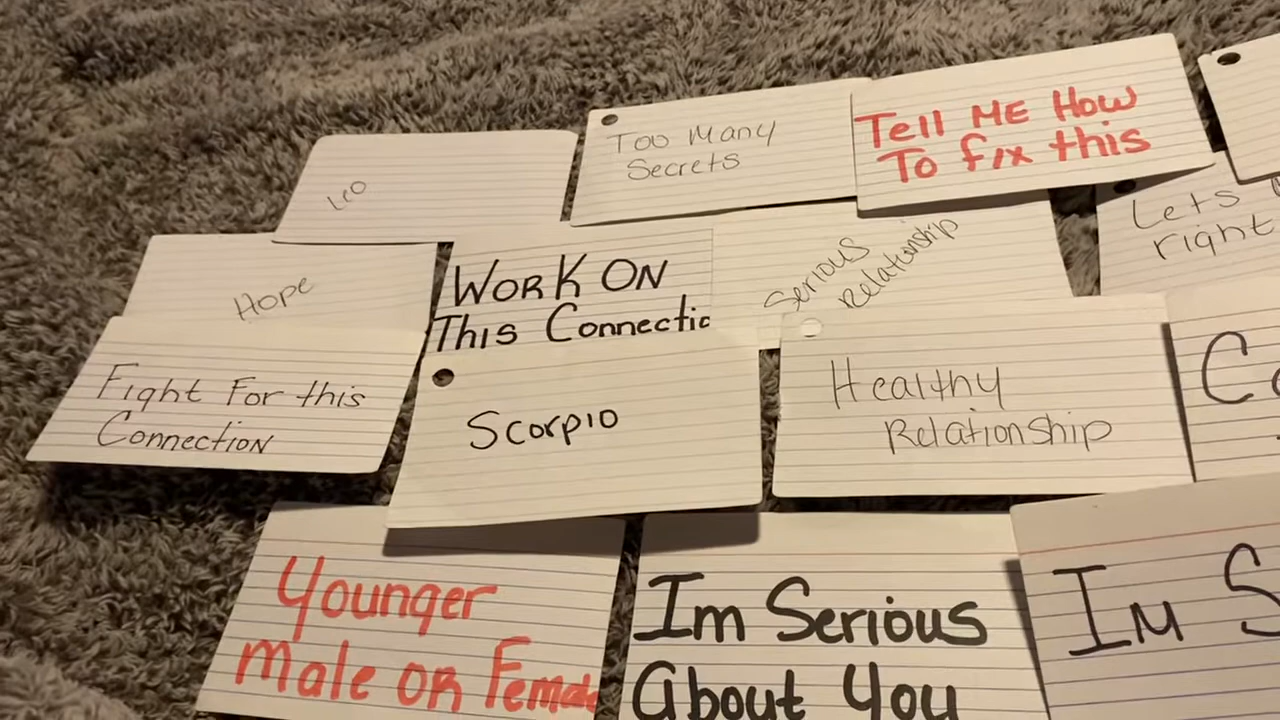 Too Many
Secrets
Tell ME How
To fix this
Leo
Lets
right
Hope
WORK ON
This Connectio
Serious
Relationship
Fight For this
Connection
Scorpio
Healthy
Relationship
Younger
Male OR Female
Im Serious
About You
IM S